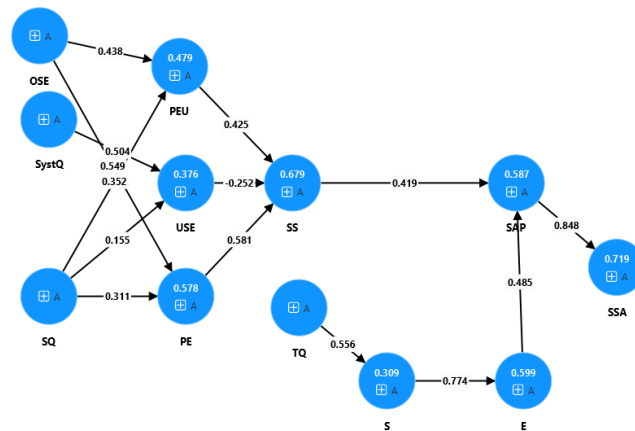 A
OSE
0.438
0.479
A
PEU
A
SystQ
0.504
0.549
0.352
0.425
0.376
A
USE
-0.252
0.679
A
SS
0.419
0.587
A
SAP
0.848
0.719
A
SSA
0.155
0.581
0.485
A
SQ
0.311
0.578
A
PE
A
TQ
0.556
0.309
A
S
0.774
0.599
A
E